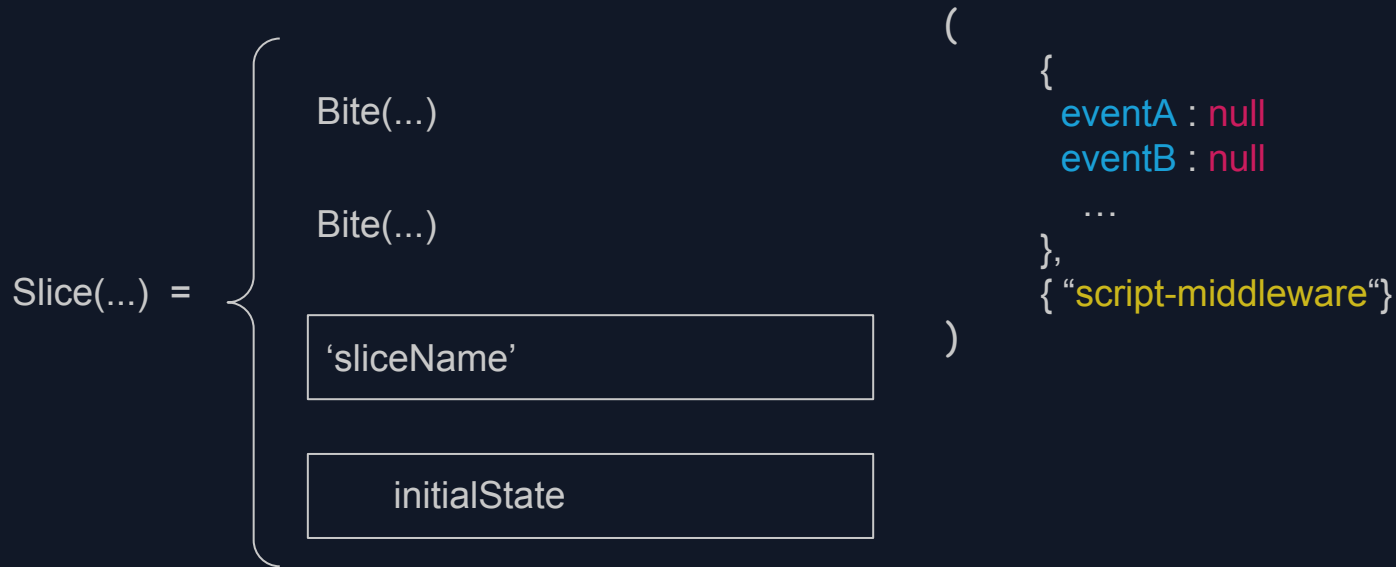 Slice(...) =
Bite(...)
Bite(...)
‘sliceName’
initialState
(
{
eventA : null
eventB : null
…
},
{ “script-middleware“}
)